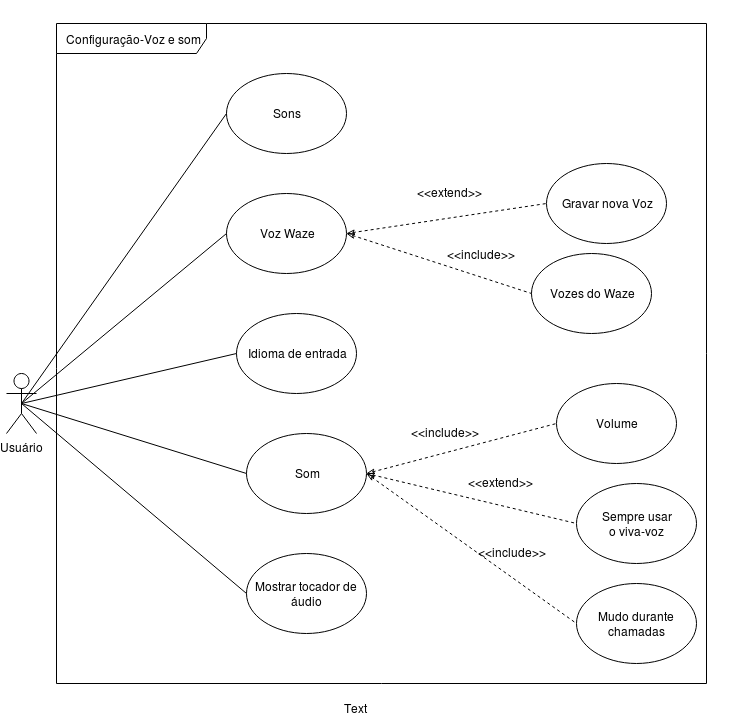 Configuração-Voz e som
Sons
<<extend>>
Gravar nova Voz
Voz Waze
<<include>>
Vozes do Waze
Idioma de entrada
Usuário
<<include>>
Volume
Som
<<extend>>
Sempre usar
o viva-voz
<<include>>
Mostrar tocador de
áudio
Mudo durante
chamadas
Text